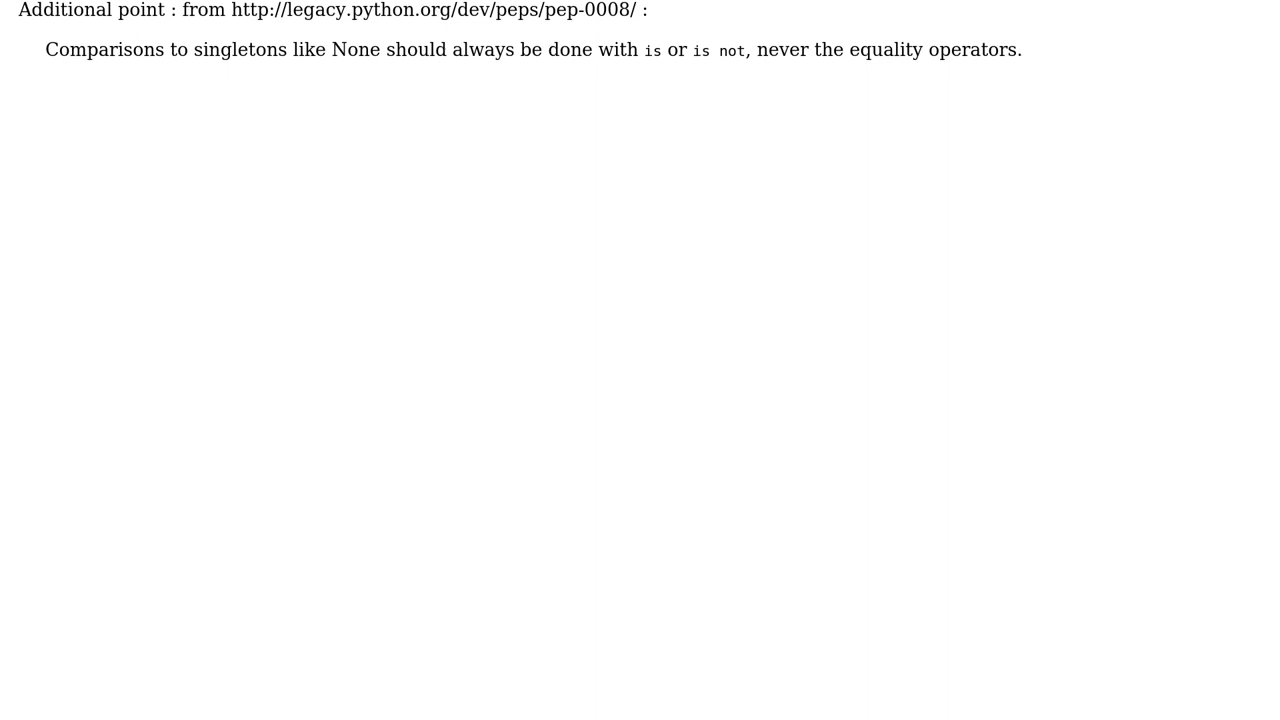 Additional point : from http://legacy.python.org/dev/peps/pep-0008/ :
Comparisons to singletons like None should always be done with is or is not, never the equality operators.